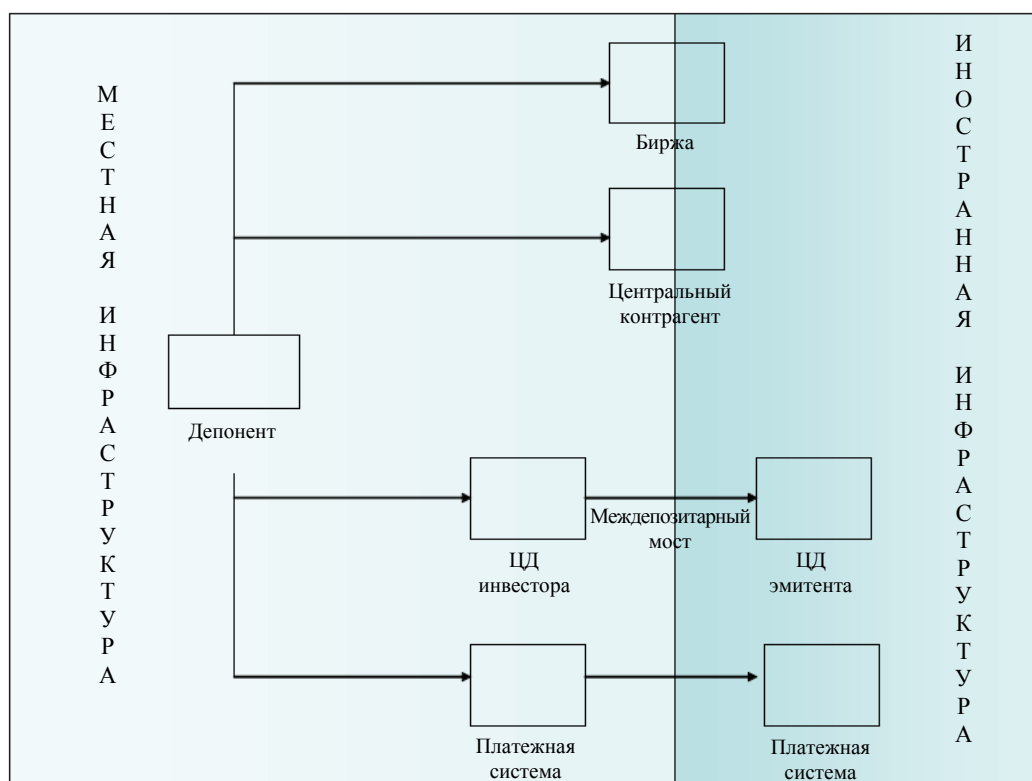 МЕСТНАЯ ИНФРАСТРУКТУРА
Биржа
Центральный
контрагент
Депонент
Междепозитарный
мост
ЦД
инвестора
ЦД
эмитента
Платежная
система
Платежная
система
ИНОСТРАННАЯ ИНФРАСТРУКТУРА